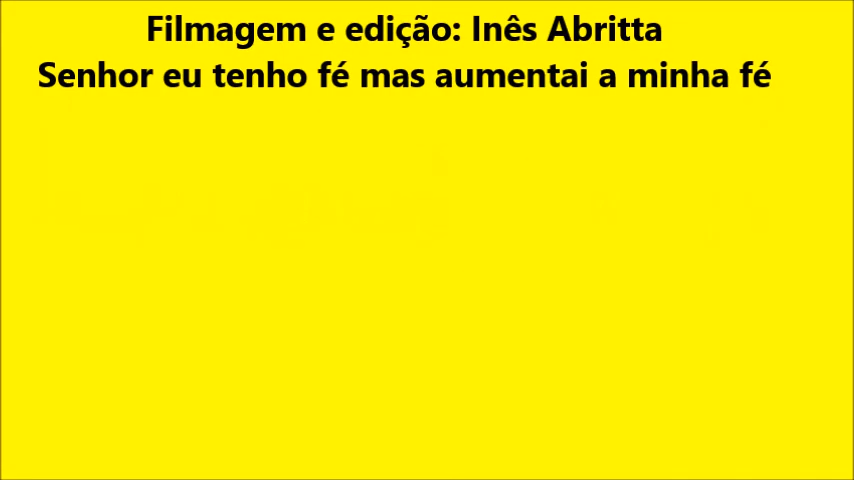 Filmagem e edição: Inês Abritta
Senhor eu tenho fé mas aumentai a minha fé